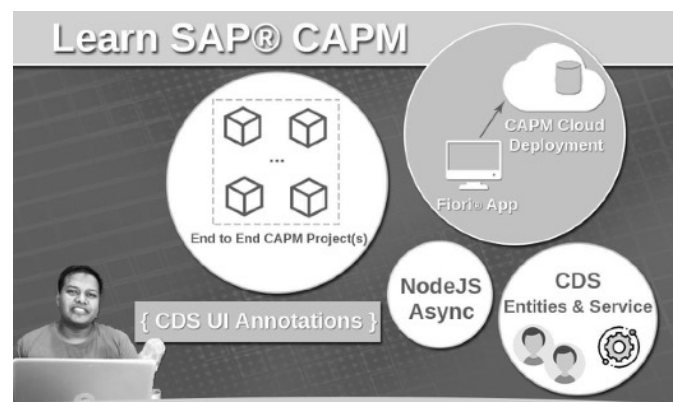 Learn SAP® CAPM
CAPM Cloud
Deployment
Fiori® App
...
End to End CAPM Project(s)
NodeJS
Async
CDS
Entities & Service
{ CDS UI Annotations }